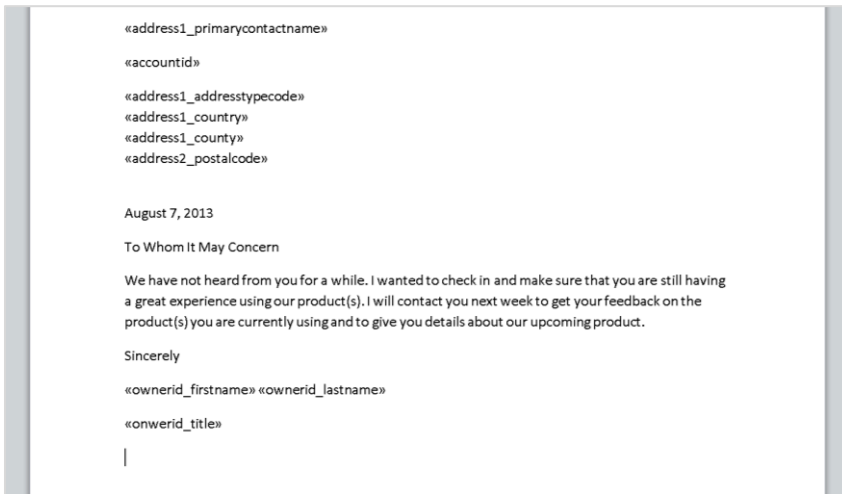 «address1_primarycontactname»
«accountid»
«address1_addresstypecode»
«address1_country»
«address1_county»
«address2_postalcode»
August 7, 2013
To Whom It May Concern
We have not heard from you for a while. I wanted to check in and make sure that you are still having
a great experience using our product(s). I will contact you next week to get your feedback on the
product(s) you are currently using and to give you details about our upcoming product.
Sincerely
«ownerid_firstname» «ownerid_lastname»
«onwerid_title»